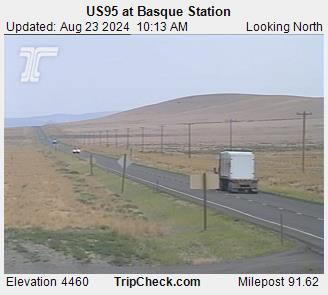 US95 at Basque Station
Updated: Aug 23 2024 10:13 AM Looking North
Elevation 4460 TripCheck.com Milepost 91.62